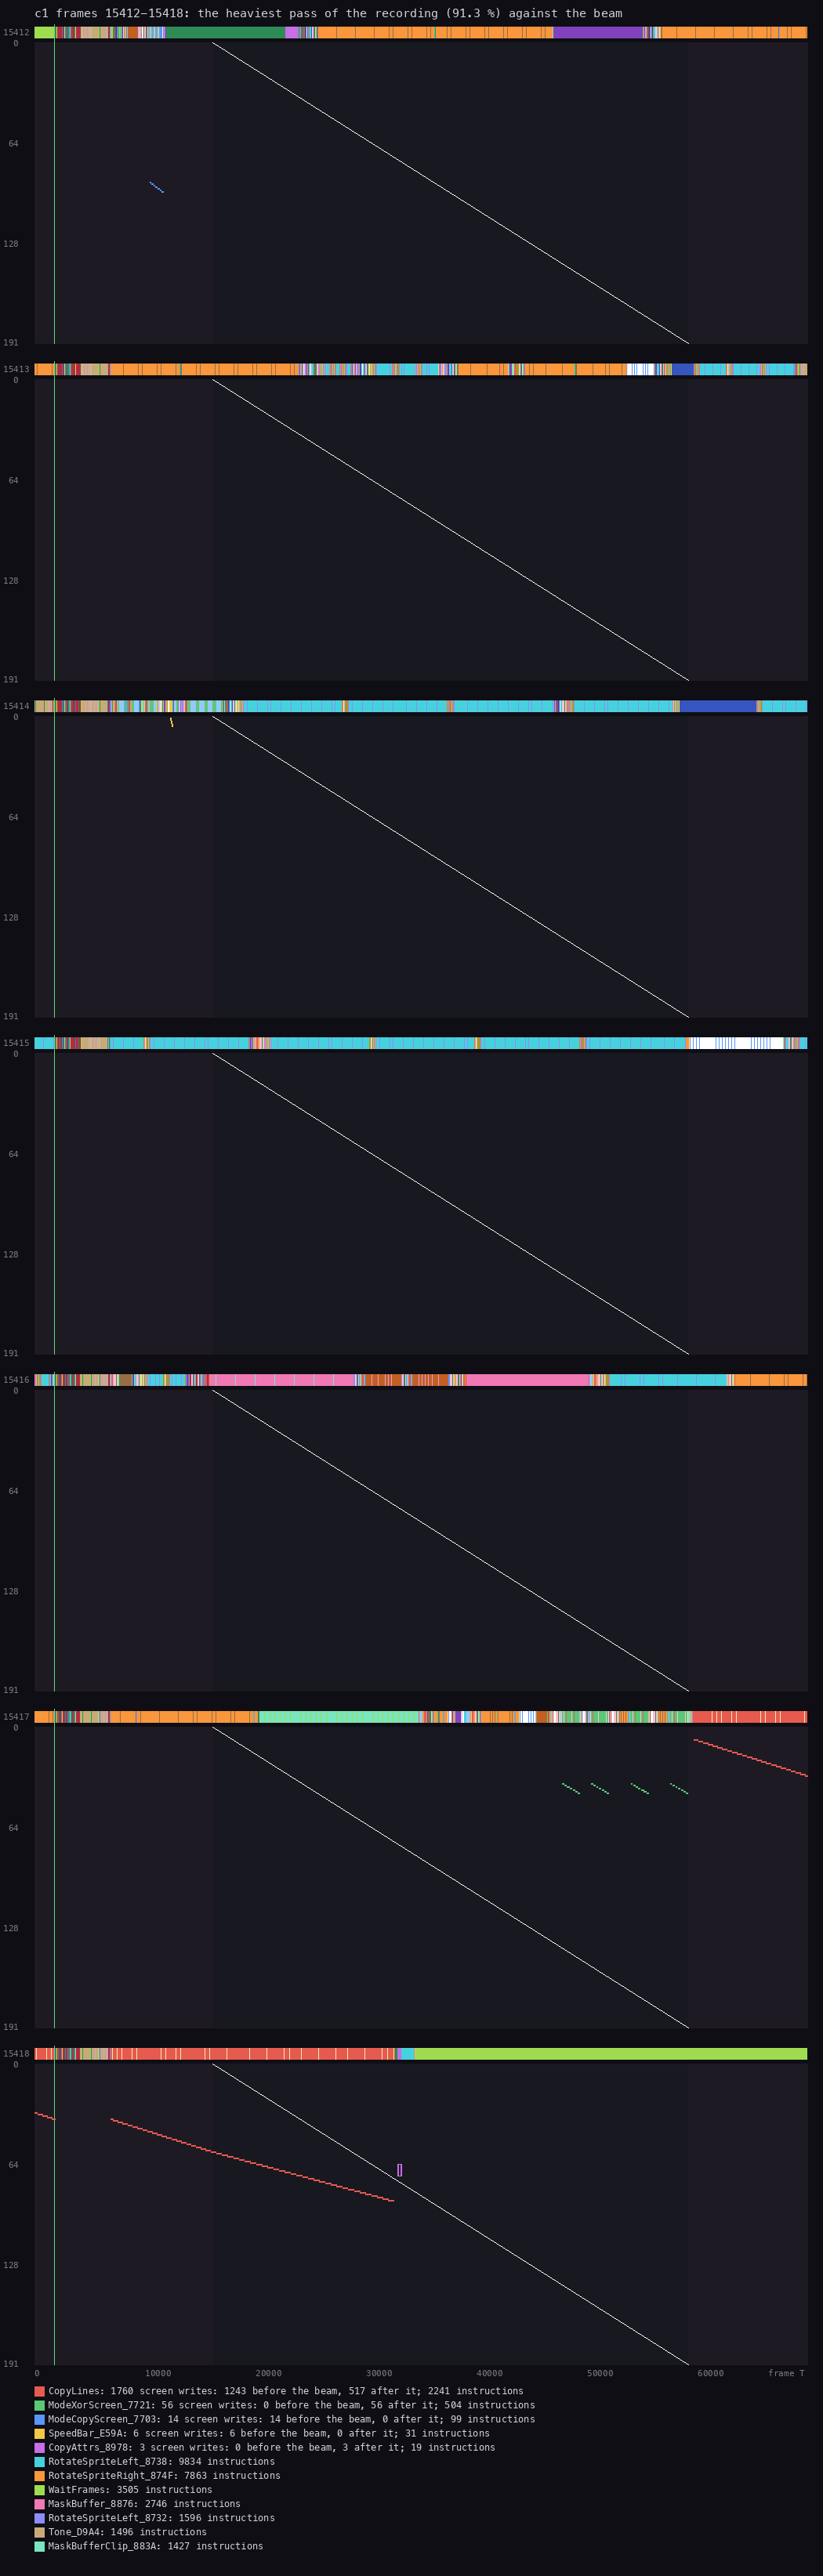 c1 frames 15412–15418: the heaviest pass of the recording (91.3 %) against the beam
15412
0
64
128
191
15413
0
64
128
191
15414
0
64
128
191
15415
0
64
128
191
15416
0
64
128
191
15417
0
64
128
191
15418
0
64
128
191
0 10000 20000 30000 40000 50000 60000 frame T
CopyLines: 1760 screen writes: 1243 before the beam, 517 after it; 2241 instructions
ModeXorScreen_7721: 56 screen writes: 0 before the beam, 56 after it; 504 instructions
ModeCopyScreen_7703: 14 screen writes: 14 before the beam, 0 after it; 99 instructions
SpeedBar_E59A: 6 screen writes: 6 before the beam, 0 after it; 31 instructions
CopyAttrs_8978: 3 screen writes: 0 before the beam, 3 after it; 19 instructions
RotateSpriteLeft_8738: 9834 instructions
RotateSpriteRight_874F: 7863 instructions
WaitFrames: 3505 instructions
MaskBuffer_8876: 2746 instructions
RotateSpriteLeft_8732: 1596 instructions
Tone_D9A4: 1496 instructions
MaskBufferClip_883A: 1427 instructions